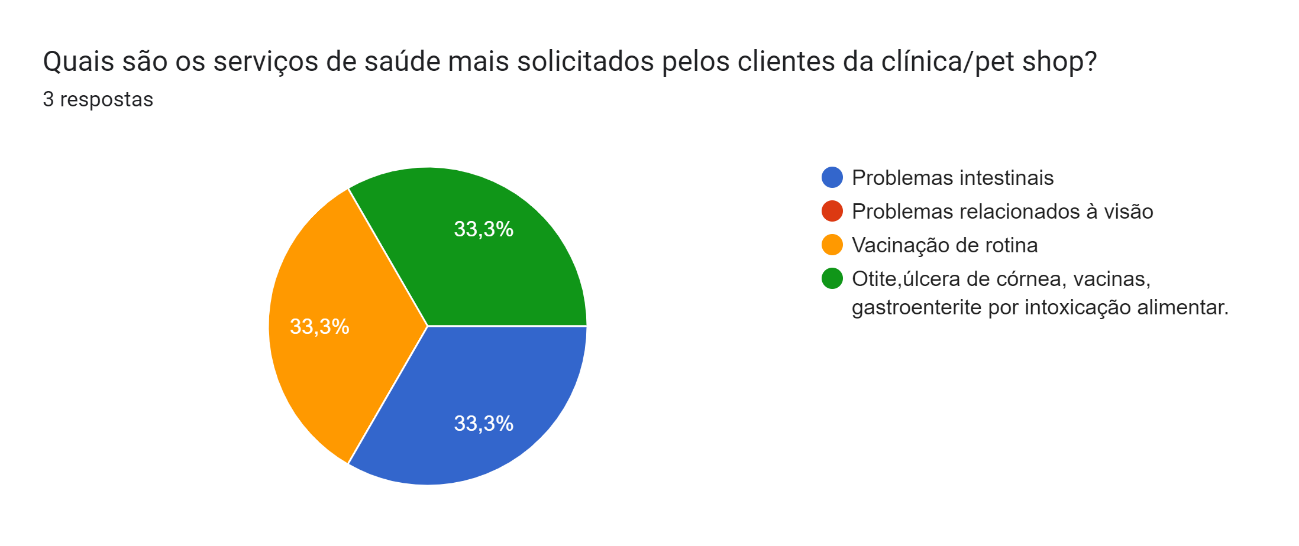 Quais são os serviços de saúde mais solicitados pelos clientes da clínica/pet shop?
3 respostas
33,3%
33,3%
33,3%
Problemas intestinais
Problemas relacionados à visão
Vacinação de rotina
Otite,úlcera de córnea, vacinas,
gastroenterite por intoxicação alimentar.